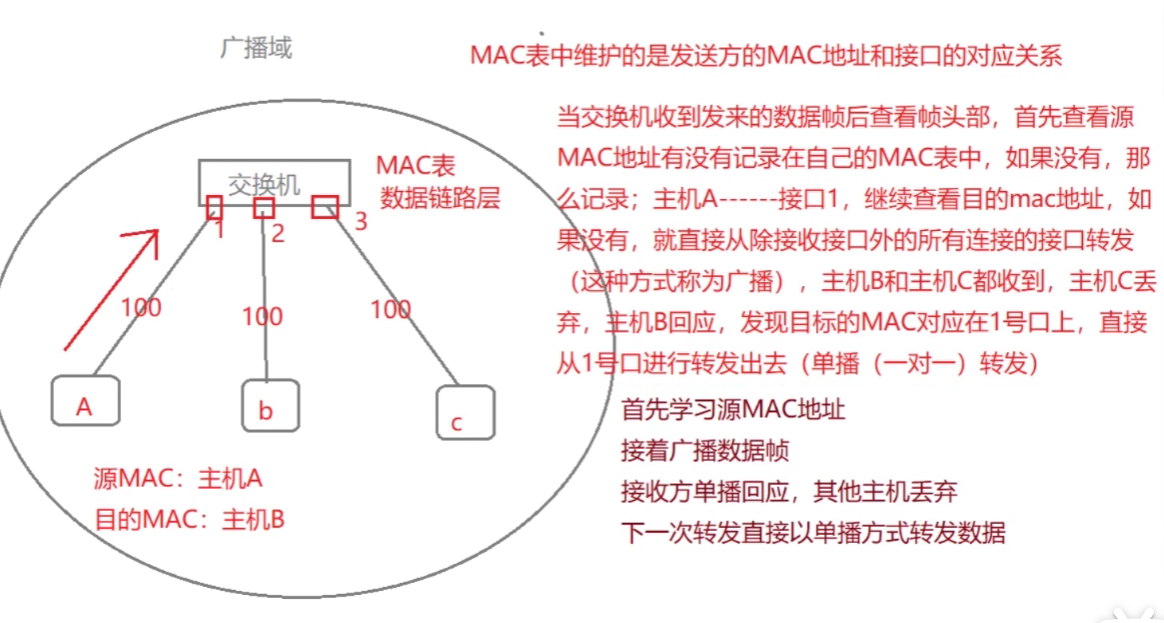 广播域
MAC表中维护的是发送方的MAC地址和接口的对应关系
当交换机收到发来的数据帧后查看帧头部，首先查看源
MAC地址有没有记录在自己的MAC表中，如果没有，那
么记录；主机A------接口1，继续查看目的mac地址，如
果没有，就直接从除接收接口外的所有连接的接口转发
（这种方式称为广播），主机B和主机C都收到，主机C丢
弃，主机B回应，发现目标的MAC对应在1号口上，直接
从1号口进行转发出去（单播（一对一）转发）
首先学习源MAC地址
接着广播数据帧
接收方单播回应，其他主机丢弃
下一次转发直接以单播方式转发数据
交换机
MAC表
数据链路层
1
2
3
100
100
100
A
b
c
源MAC：主机A
目的MAC：主机B